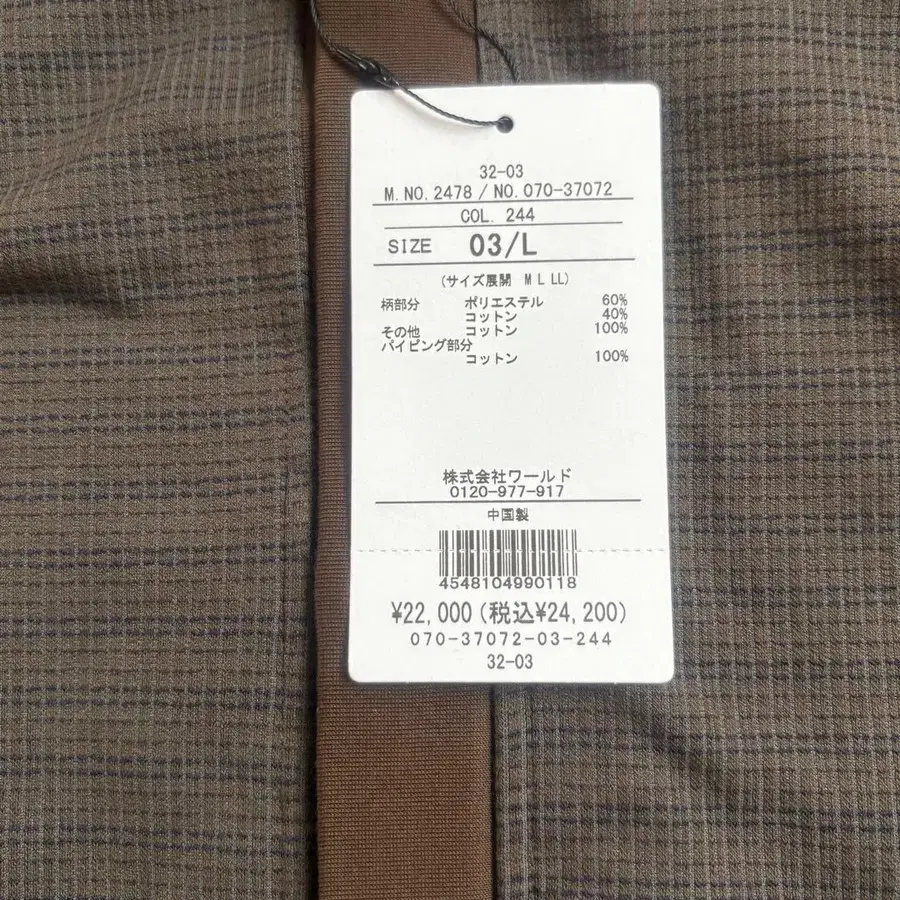 32-03
M.NO.2478 / NO.070-37072
COL. 244
SIZE 03/L
(サイズ展開 M L LL)
柄部分 ポリエステル 60%
コットン 40%
その他 コットン 100%
パイピング部分
コットン 100%
株式会社ワールド
0120-977-917
中国製
4548104990118
¥22,000(税込¥24,200)
070-37072-03-244
32-03